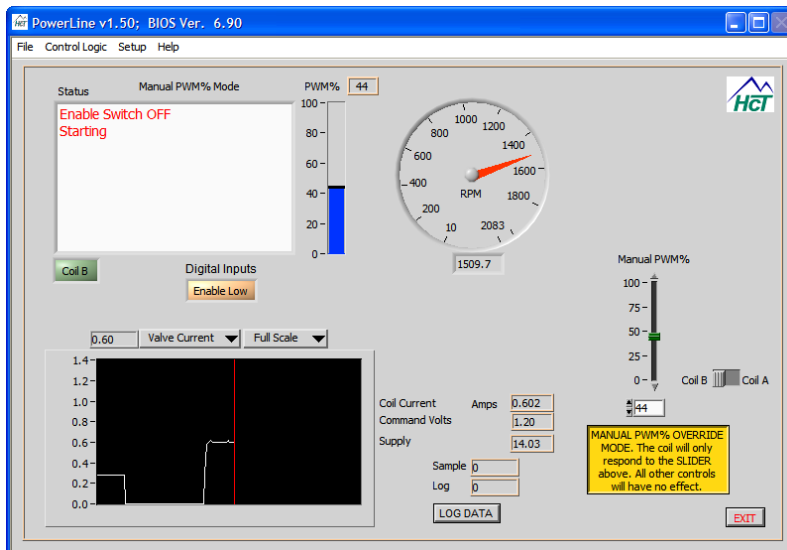 PowerLine v1.50; BIOS Ver. 6.90
File Control Logic Setup Help
Status
Manual PWM% Mode
PWM% 44
HCT
Enable Switch OFF
Starting
100
80
60
40
20
0
10
200
400
600
800
1000
1200
1400
1600
1800
2083
RPM
1509.7
Coil B
Digital Inputs
Enable Low
Manual PWM%
100
75
50
25
0
Coil B Coil A
44
0.60 Valve Current Full Scale
1.4
1.2
1.0
0.8
0.6
0.4
0.2
0.0
Coil Current Amps 0.602
Command Volts 1.20
Supply 14.03
Sample 0
Log 0
LOG DATA
MANUAL PWM% OVERRIDE
MODE. The coil will only
respond to the SLIDER
above. All other controls
will have no effect.
EXIT